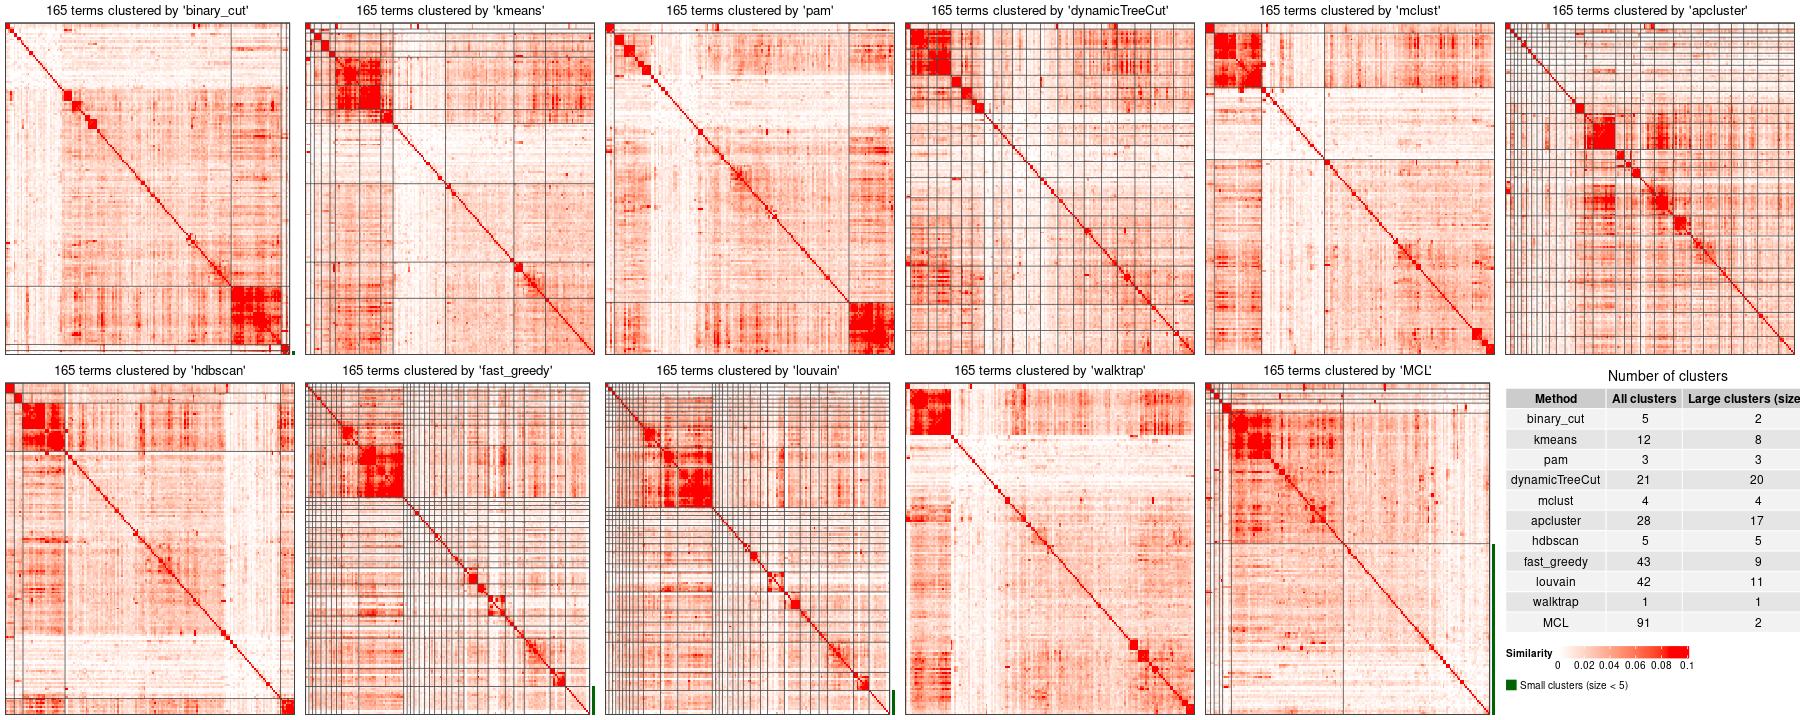 165 terms clustered by 'binary_cut'
165 terms clustered by 'kmeans'
165 terms clustered by 'pam'
165 terms clustered by 'dynamicTreeCut'
165 terms clustered by 'mclust'
165 terms clustered by 'apcluster'
165 terms clustered by 'hdbscan'
165 terms clustered by 'fast_greedy'
165 terms clustered by 'louvain'
165 terms clustered by 'walktrap'
165 terms clustered by 'MCL'
Number of clusters
Method All clusters Large clusters (size
binary_cut 5 2
kmeans 12 8
pam 3 3
dynamicTreeCut 21 20
mclust 4 4
apcluster 28 17
hdbscan 5 5
fast_greedy 43 9
louvain 42 11
walktrap 1 1
MCL 91 2
Similarity
0 0.02 0.04 0.06 0.08 0.1
Small clusters (size < 5)